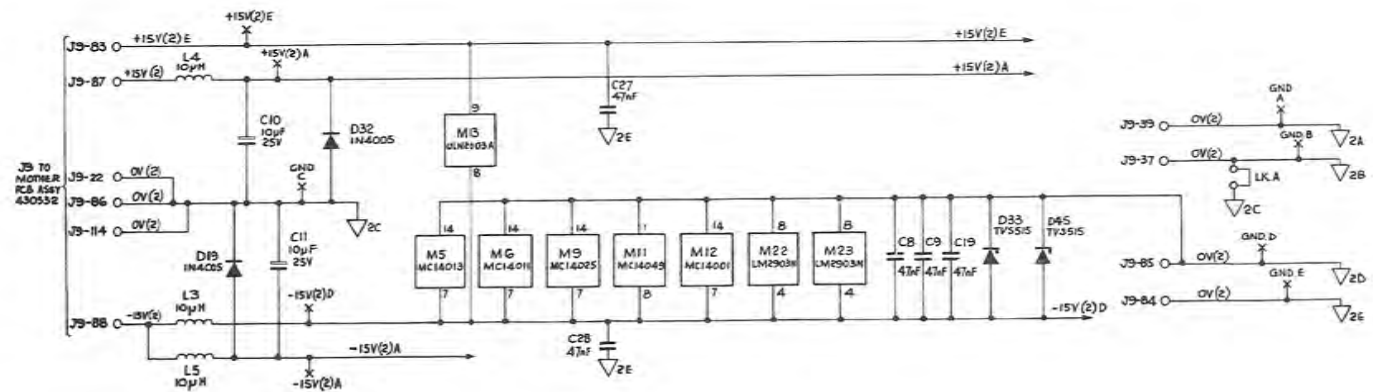 +15V(2)E
J9-83 +15V(2)E
+15V(2)E
L4
10µH
+15V(2)A
J9-87 +15V(2)
+15V(2)A
C27
47nF
2E
C10
10µF
25V
D32
1N4005
9
M13
ULN2803A
8
GND
C
J9 TO
MOTHER
PCB ASSY
430532
J9-22 0V(2)
J9-86 0V(2)
J9-114 0V(2)
2C
D19
1N4005
C11
10µF
25V
14
M5
MC14013
7
14
M6
MC14011
7
14
M9
MC14025
7
1
M11
MC14049
8
14
M12
MC14001
7
8
M22
LM2903N
4
8
M23
LM2903N
4
C8
47nF
C9
47nF
C19
47nF
D33
TVS515
D45
TVS515
L3
10µH
-15V(2)D
J9-88 -15V(2)
-15V(2)D
C28
47nF
2E
L5
10µH
-15V(2)A
-15V(2)A
GND
A
J9-39 0V(2)
2A
GND.B
J9-37 0V(2)
2B
LK.A
2C
GND.D
J9-85 0V(2)
2D
GND.E
J9-84 0V(2)
2E